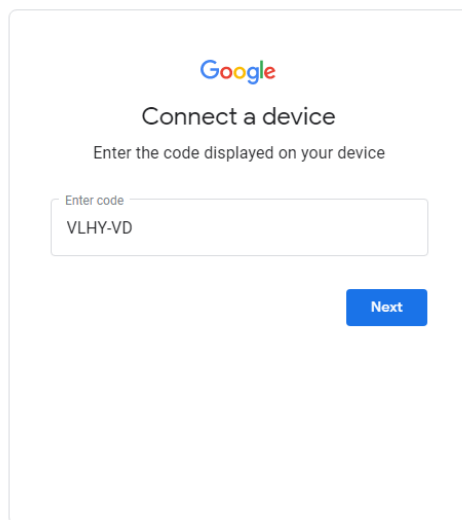 Google
Connect a device
Enter the code displayed on your device
Enter code
VLHY-VD
Next